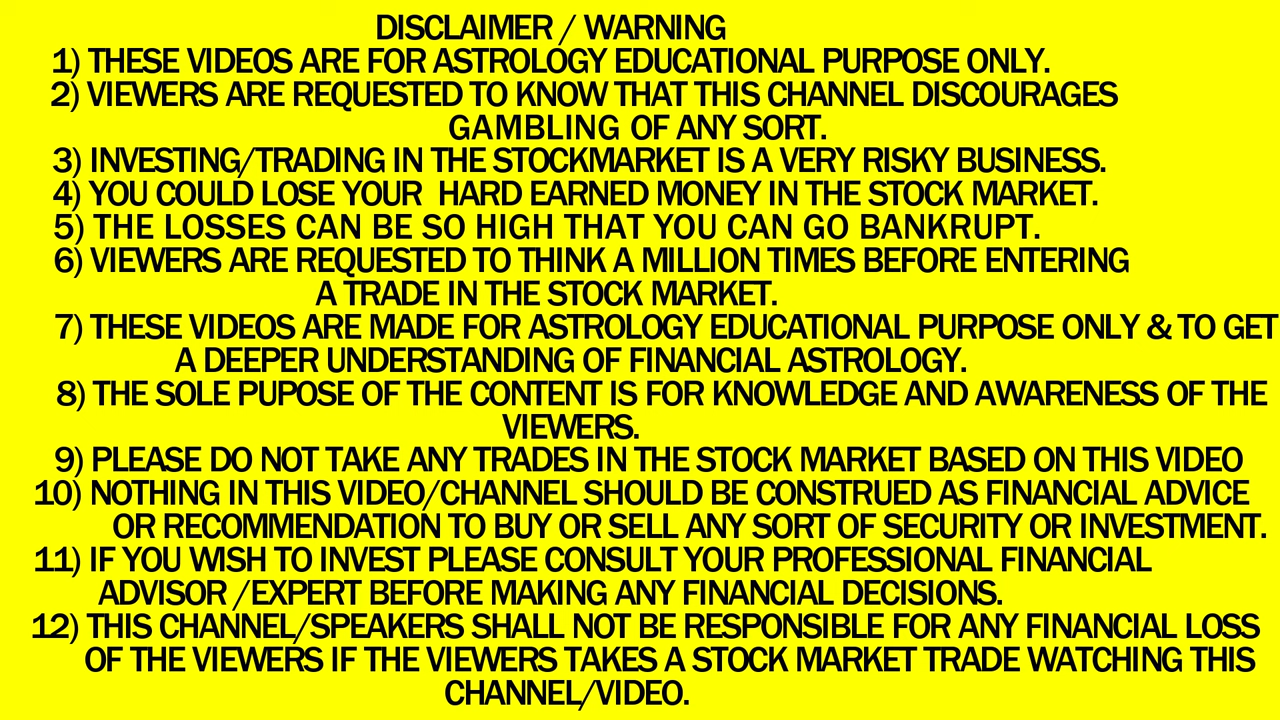 DISCLAIMER / WARNING
1) THESE VIDEOS ARE FOR ASTROLOGY EDUCATIONAL PURPOSE ONLY.
2) VIEWERS ARE REQUESTED TO KNOW THAT THIS CHANNEL DISCOURAGES
GAMBLING OF ANY SORT.
3) INVESTING/TRADING IN THE STOCKMARKET IS A VERY RISKY BUSINESS.
4) YOU COULD LOSE YOUR HARD EARNED MONEY IN THE STOCK MARKET.
5) THE LOSSES CAN BE SO HIGH THAT YOU CAN GO BANKRUPT.
6) VIEWERS ARE REQUESTED TO THINK A MILLION TIMES BEFORE ENTERING
A TRADE IN THE STOCK MARKET.
7) THESE VIDEOS ARE MADE FOR ASTROLOGY EDUCATIONAL PURPOSE ONLY & TO GET
A DEEPER UNDERSTANDING OF FINANCIAL ASTROLOGY.
8) THE SOLE PUPOSE OF THE CONTENT IS FOR KNOWLEDGE AND AWARENESS OF THE
VIEWERS.
9) PLEASE DO NOT TAKE ANY TRADES IN THE STOCK MARKET BASED ON THIS VIDEO
10) NOTHING IN THIS VIDEO/CHANNEL SHOULD BE CONSTRUED AS FINANCIAL ADVICE
OR RECOMMENDATION TO BUY OR SELL ANY SORT OF SECURITY OR INVESTMENT.
11) IF YOU WISH TO INVEST PLEASE CONSULT YOUR PROFESSIONAL FINANCIAL
ADVISOR /EXPERT BEFORE MAKING ANY FINANCIAL DECISIONS.
12) THIS CHANNEL/SPEAKERS SHALL NOT BE RESPONSIBLE FOR ANY FINANCIAL LOSS
OF THE VIEWERS IF THE VIEWERS TAKES A STOCK MARKET TRADE WATCHING THIS
CHANNEL/VIDEO.